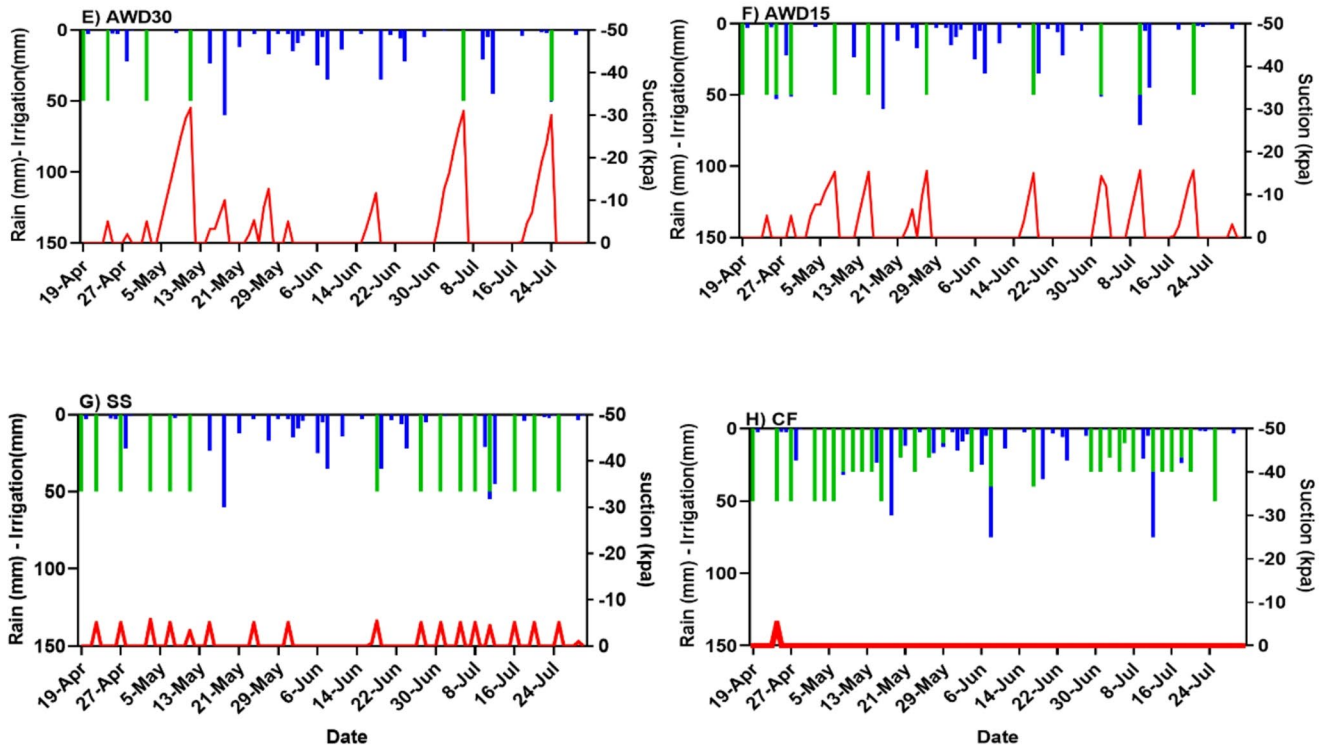 E) AWD30
0
50
100
150
Rain (mm)- Irrigation(mm)
-50
-40
-30
-20
-10
0
Suction (kpa)
19-Apr
27-Apr
5-May
13-May
21-May
29-May
6-Jun
14-Jun
22-Jun
30-Jun
8-Jul
16-Jul
24-Jul
F) AWD15
0
50
100
150
Rain (mm) - Irrigation(mm)
-50
-40
-30
-20
-10
0
Suction (kpa)
19-Apr
27-Apr
5-May
13-May
21-May
29-May
6-Jun
14-Jun
22-Jun
30-Jun
8-Jul
16-Jul
24-Jul
G) SS
0
50
100
150
Rain (mm) - Irrigation(mm)
-50
-40
-30
-20
-10
0
suction (kpa)
19-Apr
27-Apr
5-May
13-May
21-May
29-May
6-Jun
14-Jun
22-Jun
30-Jun
8-Jul
16-Jul
24-Jul
Date
H) CF
0
50
100
150
Rain (mm) - Irrigation(mm)
-50
-40
-30
-20
-10
0
Suction (kpa)
19-Apr
27-Apr
5-May
13-May
21-May
29-May
6-Jun
14-Jun
22-Jun
30-Jun
8-Jul
16-Jul
24-Jul
Date